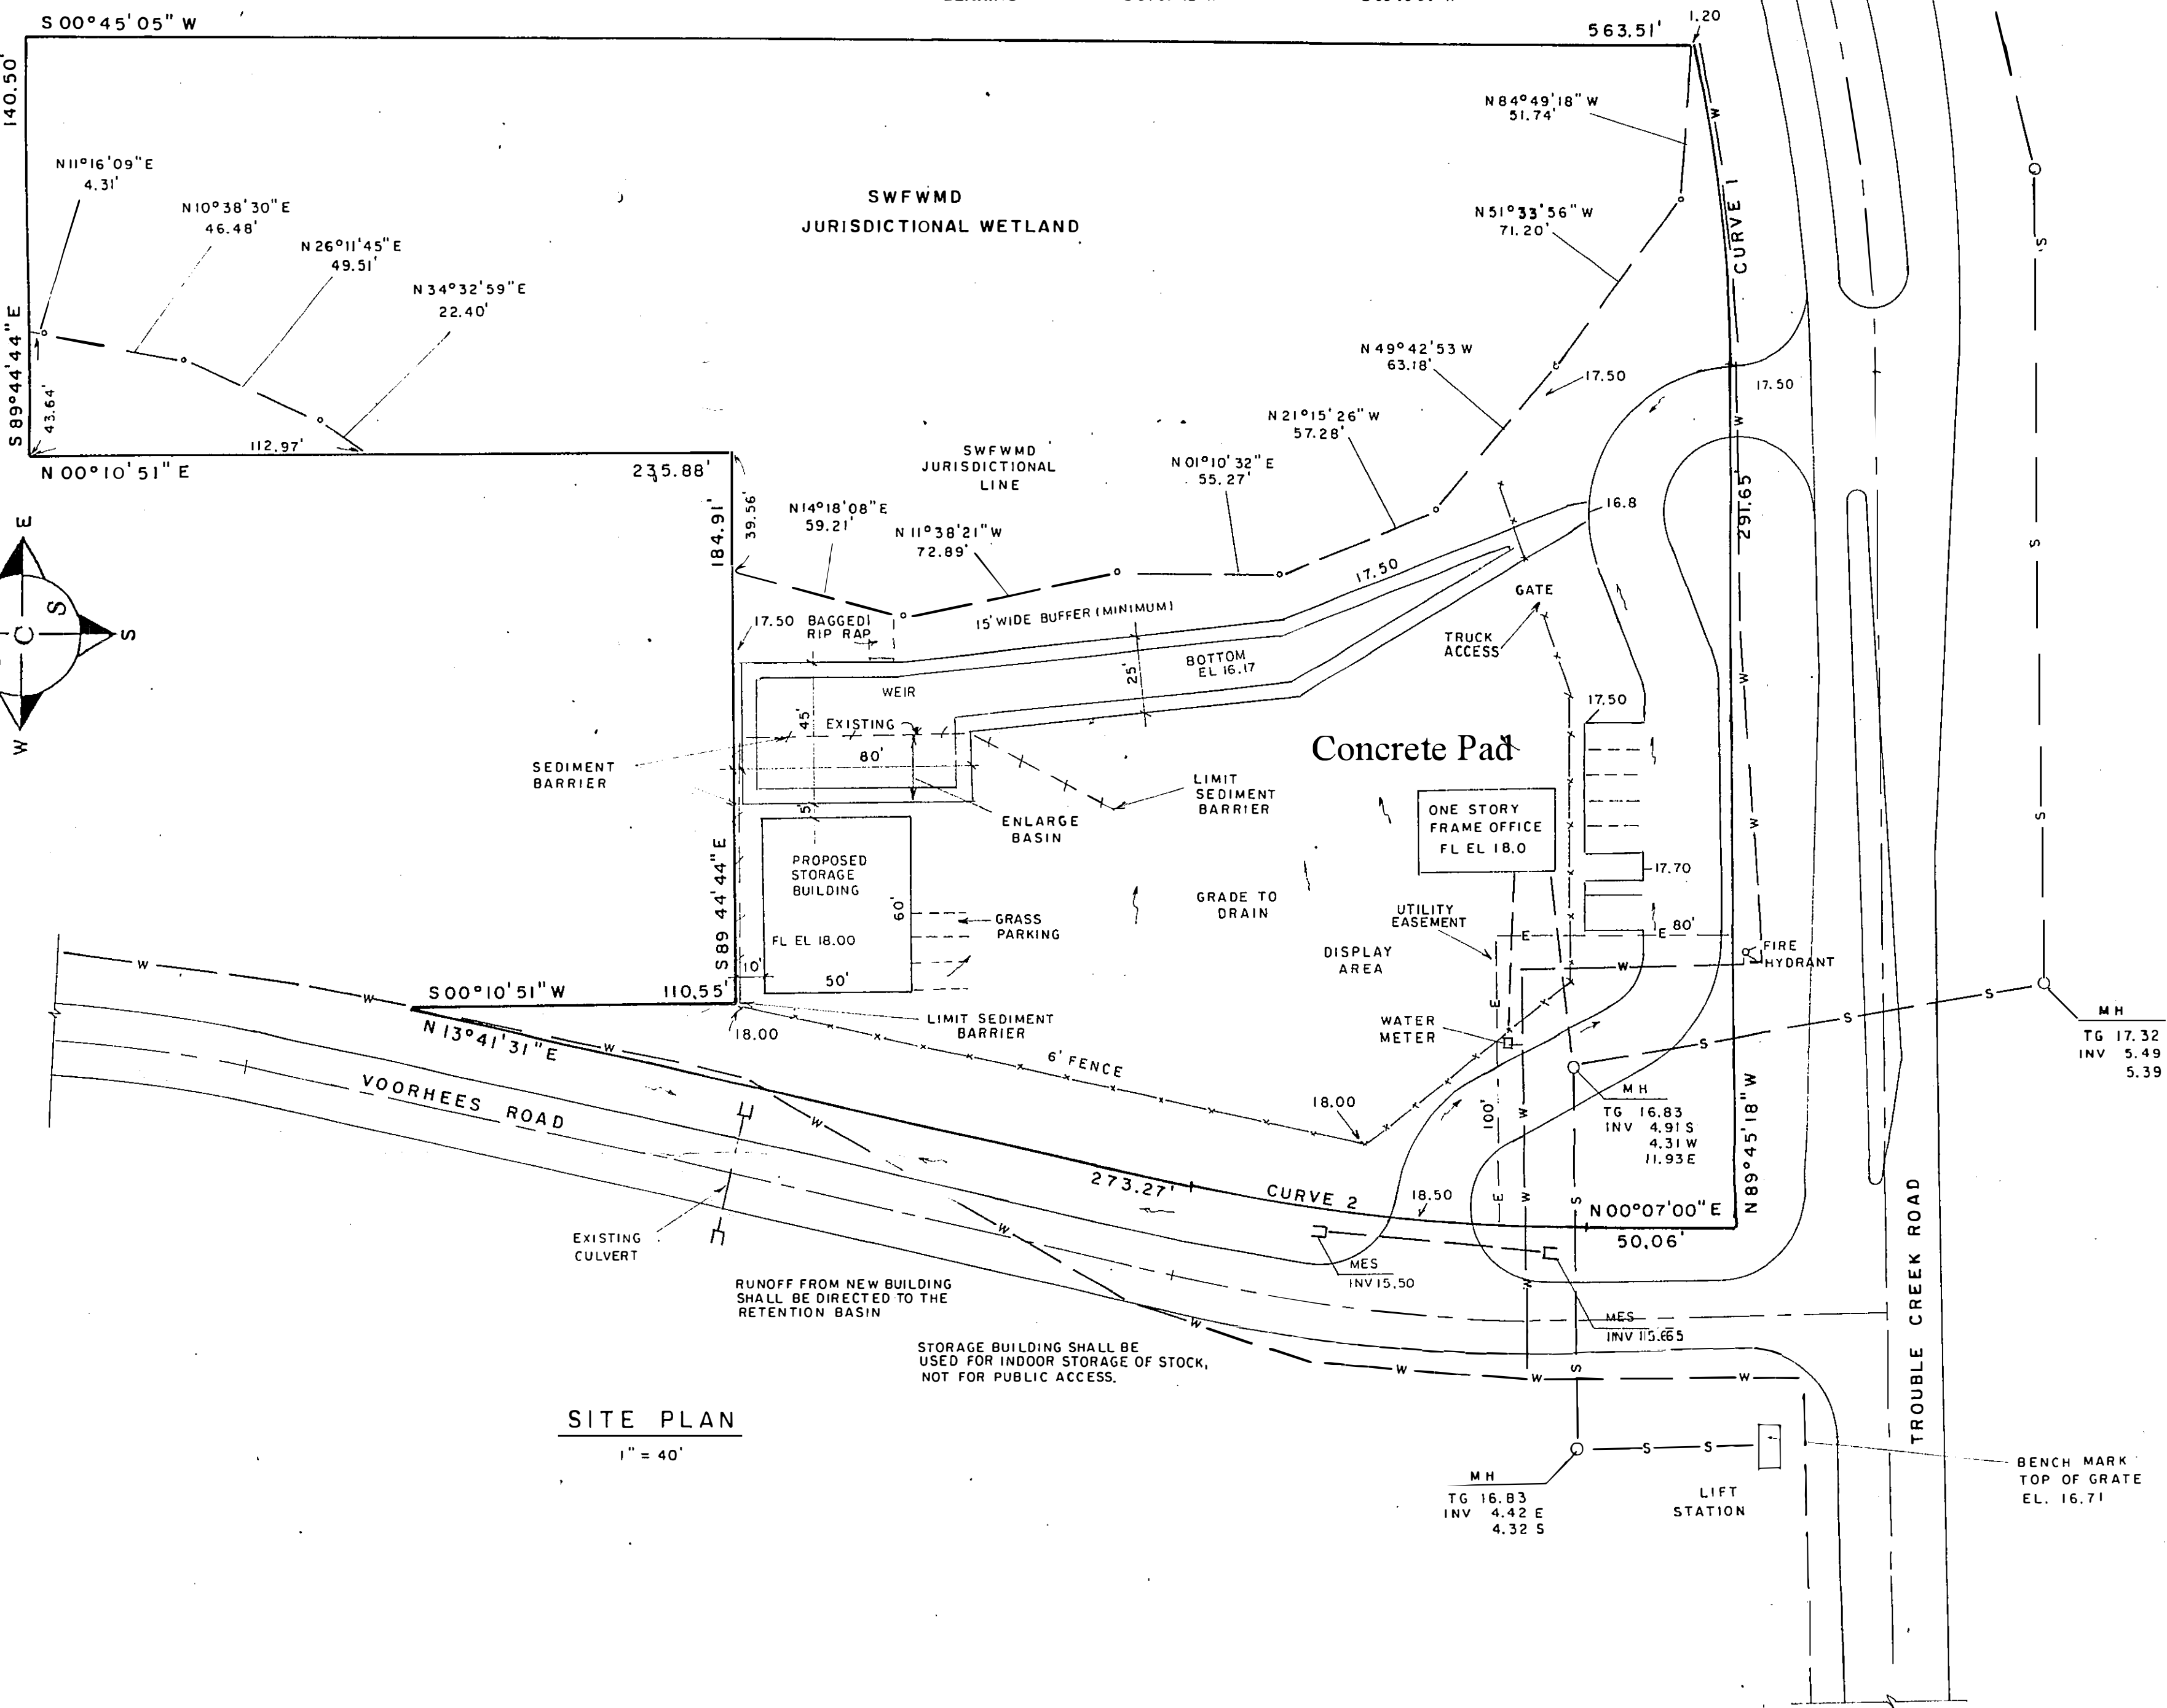 S 00°45'05" W
563.51'
1.20
140.50'
S 89°44'44" E
43.64'
N 11°16'09" E
4.31'
N 10°38'30" E
46.48'
N 26°11'45" E
49.51'
N 34°32'59" E
22.40'
112.97'
N 00°10'51" E
235.88'
SWFWMD
JURISDICTIONAL WETLAND
N 84°49'18" W
51.74'
N 51°33'56" W
71.20'
N 49°42'53 W
63.18'
N 21°15'26" W
57.28'
N 01°10'32" E
55.27'
N 11°38'21" W
72.89'
N 14°18'08" E
59.21'
SWFWMD
JURISDICTIONAL
LINE
CURVE 1
17.50
17.50
16.8
291.65'
184.91'
39.56'
E
S
C
S
W
17.50
BAGGED
RIP RAP
15' WIDE BUFFER (MINIMUM)
17.50
BOTTOM
EL 16.17
25'
WEIR
45'
EXISTING
80'
5'
SEDIMENT
BARRIER
ENLARGE
BASIN
LIMIT
SEDIMENT
BARRIER
GATE
TRUCK
ACCESS
17.50
Concrete Pad
ONE STORY
FRAME OFFICE
FL EL 18.0
17.70
PROPOSED
STORAGE
BUILDING
FL EL 18.00
60'
50'
10'
GRASS
PARKING
GRADE TO
DRAIN
DISPLAY
AREA
UTILITY
EASEMENT
E
E
80'
FIRE
HYDRANT
W
E
WATER
METER
100'
S 89 44'44" E
S 00°10'51" W
110.55'
N 13°41'31" E
18.00
LIMIT SEDIMENT
BARRIER
6' FENCE
18.00
VOORHEES ROAD
273.27'
CURVE 2
18.50
N 00°07'00" E
50.06'
N 89°45'18" W
MH
TG 16.83
INV 4.91 S
4.31 W
11.93 E
MH
TG 17.32
INV 5.49
5.39
EXISTING
CULVERT
MES
INV 15.50
MES
RUNOFF FROM NEW BUILDING
SHALL BE DIRECTED TO THE
RETENTION BASIN
STORAGE BUILDING SHALL BE
USED FOR INDOOR STORAGE OF STOCK,
NOT FOR PUBLIC ACCESS.
SITE PLAN
1" = 40'
MH
TG 16.83
INV 4.42 E
4.32 S
LIFT
STATION
TROUBLE CREEK ROAD
BENCH MARK
TOP OF GRATE
EL. 16.71